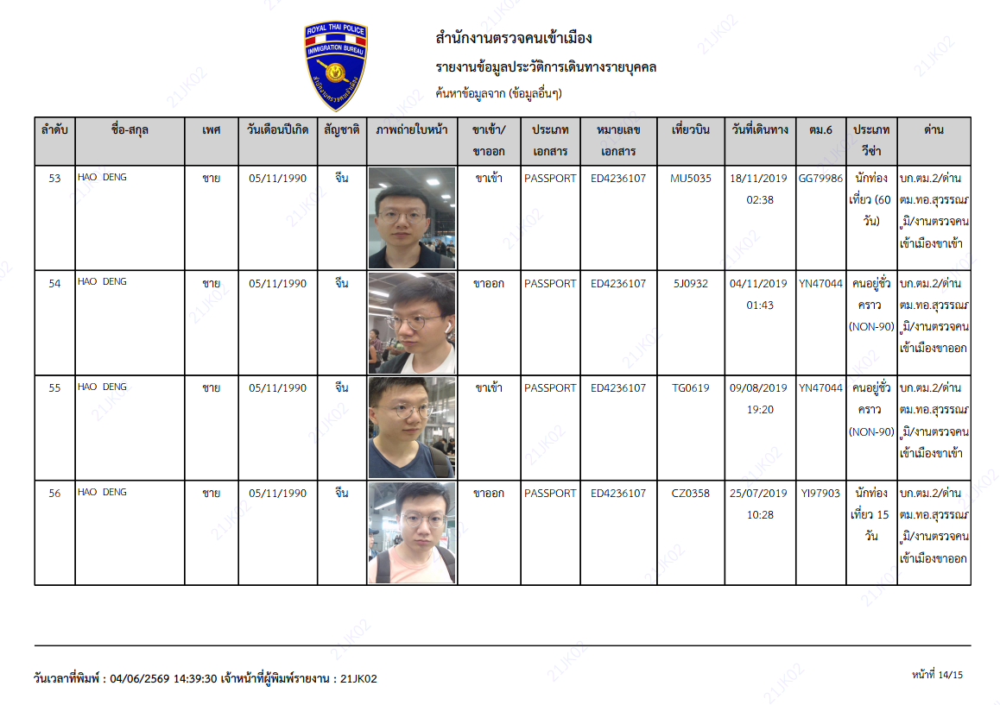 ROYAL THAI POLICE
IMMIGRATION BUREAU
สำนักงานตรวจคนเข้าเมือง
สำนักงานตรวจคนเข้าเมือง
รายงานข้อมูลประวัติการเดินทางรายบุคคล
ค้นหาข้อมูลจาก (ข้อมูลอื่นๆ)
ลำดับ ชื่อ-สกุล เพศ วันเดือนปีเกิด สัญชาติ ภาพถ่ายใบหน้า ขาเข้า/ ประเภท หมายเลข เที่ยวบิน วันที่เดินทาง ตม.6 ประเภท ด่าน
ขาออก เอกสาร เอกสาร วีซ่า
53 HAO DENG ชาย 05/11/1990 จีน ขาเข้า PASSPORT ED4236107 MU5035 18/11/2019 GG79986 นักท่อง บก.ตม.2/ด่าน
02:38 เที่ยว (60 ตม.ทอ.สุวรรณภ
วัน) ูมิ/งานตรวจคน
เข้าเมืองขาเข้า
54 HAO DENG ชาย 05/11/1990 จีน ขาออก PASSPORT ED4236107 5J0932 04/11/2019 YN47044 คนอยู่ชั่ว บก.ตม.2/ด่าน
01:43 คราว ตม.ทอ.สุวรรณภ
(NON-90) ูมิ/งานตรวจคน
เข้าเมืองขาออก
55 HAO DENG ชาย 05/11/1990 จีน ขาเข้า PASSPORT ED4236107 TG0619 09/08/2019 YN47044 คนอยู่ชั่ว บก.ตม.2/ด่าน
19:20 คราว ตม.ทอ.สุวรรณภ
(NON-90) ูมิ/งานตรวจคน
เข้าเมืองขาเข้า
56 HAO DENG ชาย 05/11/1990 จีน ขาออก PASSPORT ED4236107 CZ0358 25/07/2019 YI97903 นักท่อง บก.ตม.2/ด่าน
10:28 เที่ยว 15 ตม.ทอ.สุวรรณภ
วัน ูมิ/งานตรวจคน
เข้าเมืองขาออก
วันเวลาที่พิมพ์ : 04/06/2569 14:39:30 เจ้าหน้าที่ผู้พิมพ์รายงาน : 21JK02
หน้าที่ 14/15
21JK02